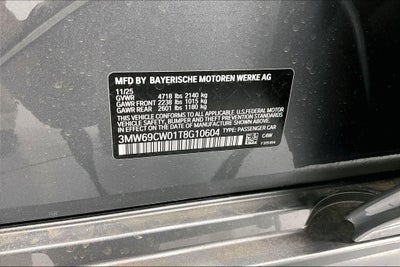 MFD BY BAYERISCHE MOTOREN WERKE AG
11/25
GVWR 4718 lbs 2140 kg
GAWR FRONT 2238 lbs 1015 kg
GAWR REAR 2601 lbs 1180 kg
THIS VEHICLE CONFORMS TO ALL APPLICABLE U.S. FEDERAL MOTOR
VEHICLE SAFETY, BUMPER AND THEFT PREVENTION STANDARDS
IN EFFECT ON THE DATE OF MANUFACTURE SHOWN ABOVE.
3MW69CW01T8G10604 TYPE: PASSENGER CAR
C4W